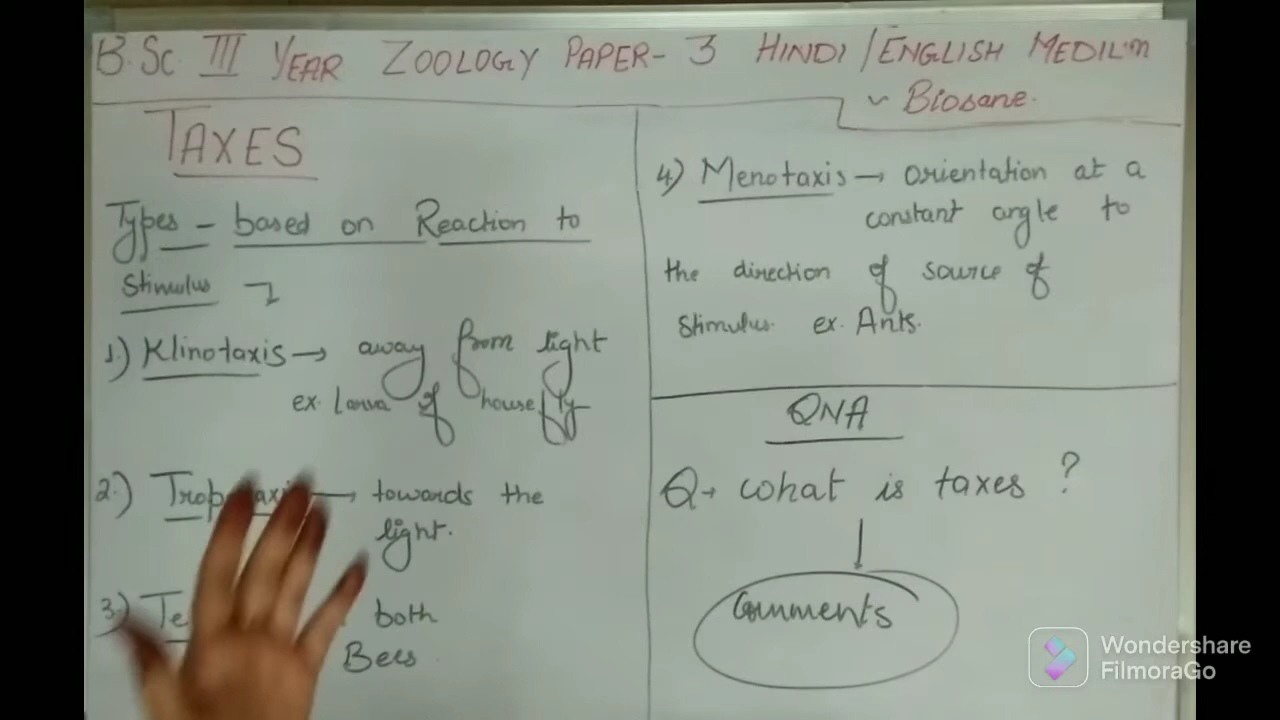 B.Sc. III YEAR ZOOLOGY PAPER- 3 HINDI / ENGLISH MEDIUM
~ Biosane.
TAXES
Types - based on Reaction to
Stimulus
1.) Klinotaxis → away from light
ex. Larva of housefly
2.) → towards the
light.
3.) both
Bees
4) Menotaxis → orientation at a
constant angle to
the direction of source of
stimulus. ex. Ants.
QNA
Q→ what is taxes ?
Comments
Wondershare
FilmoraGo